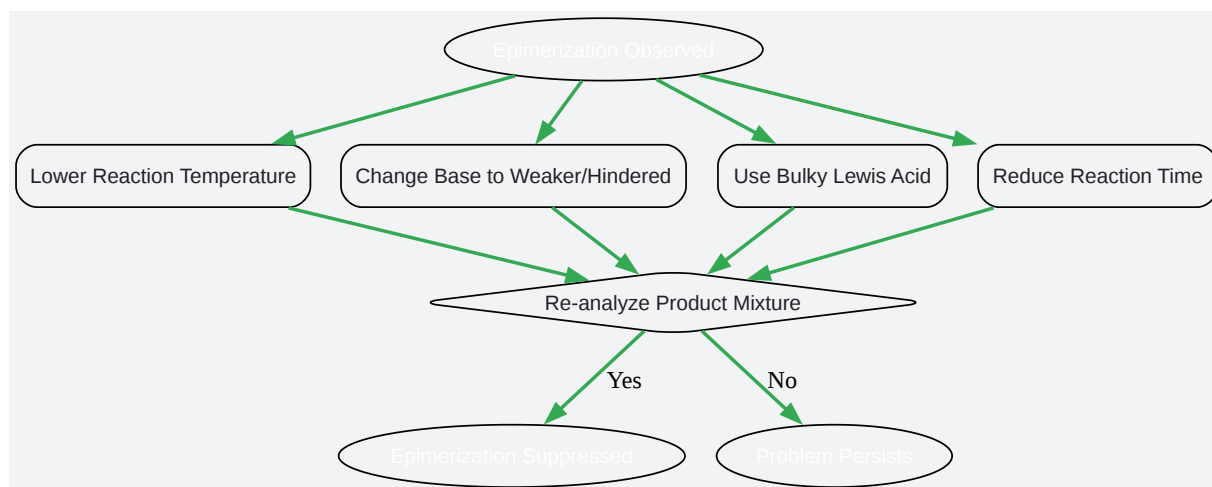 Epimerization Observed
Lower Reaction Temperature
Change Base to Weaker/Hindered
Use Bulky Lewis Acid
Reduce Reaction Time
Re-analyze Product Mixture
Yes
No
Epimerization Suppressed
Problem Persists